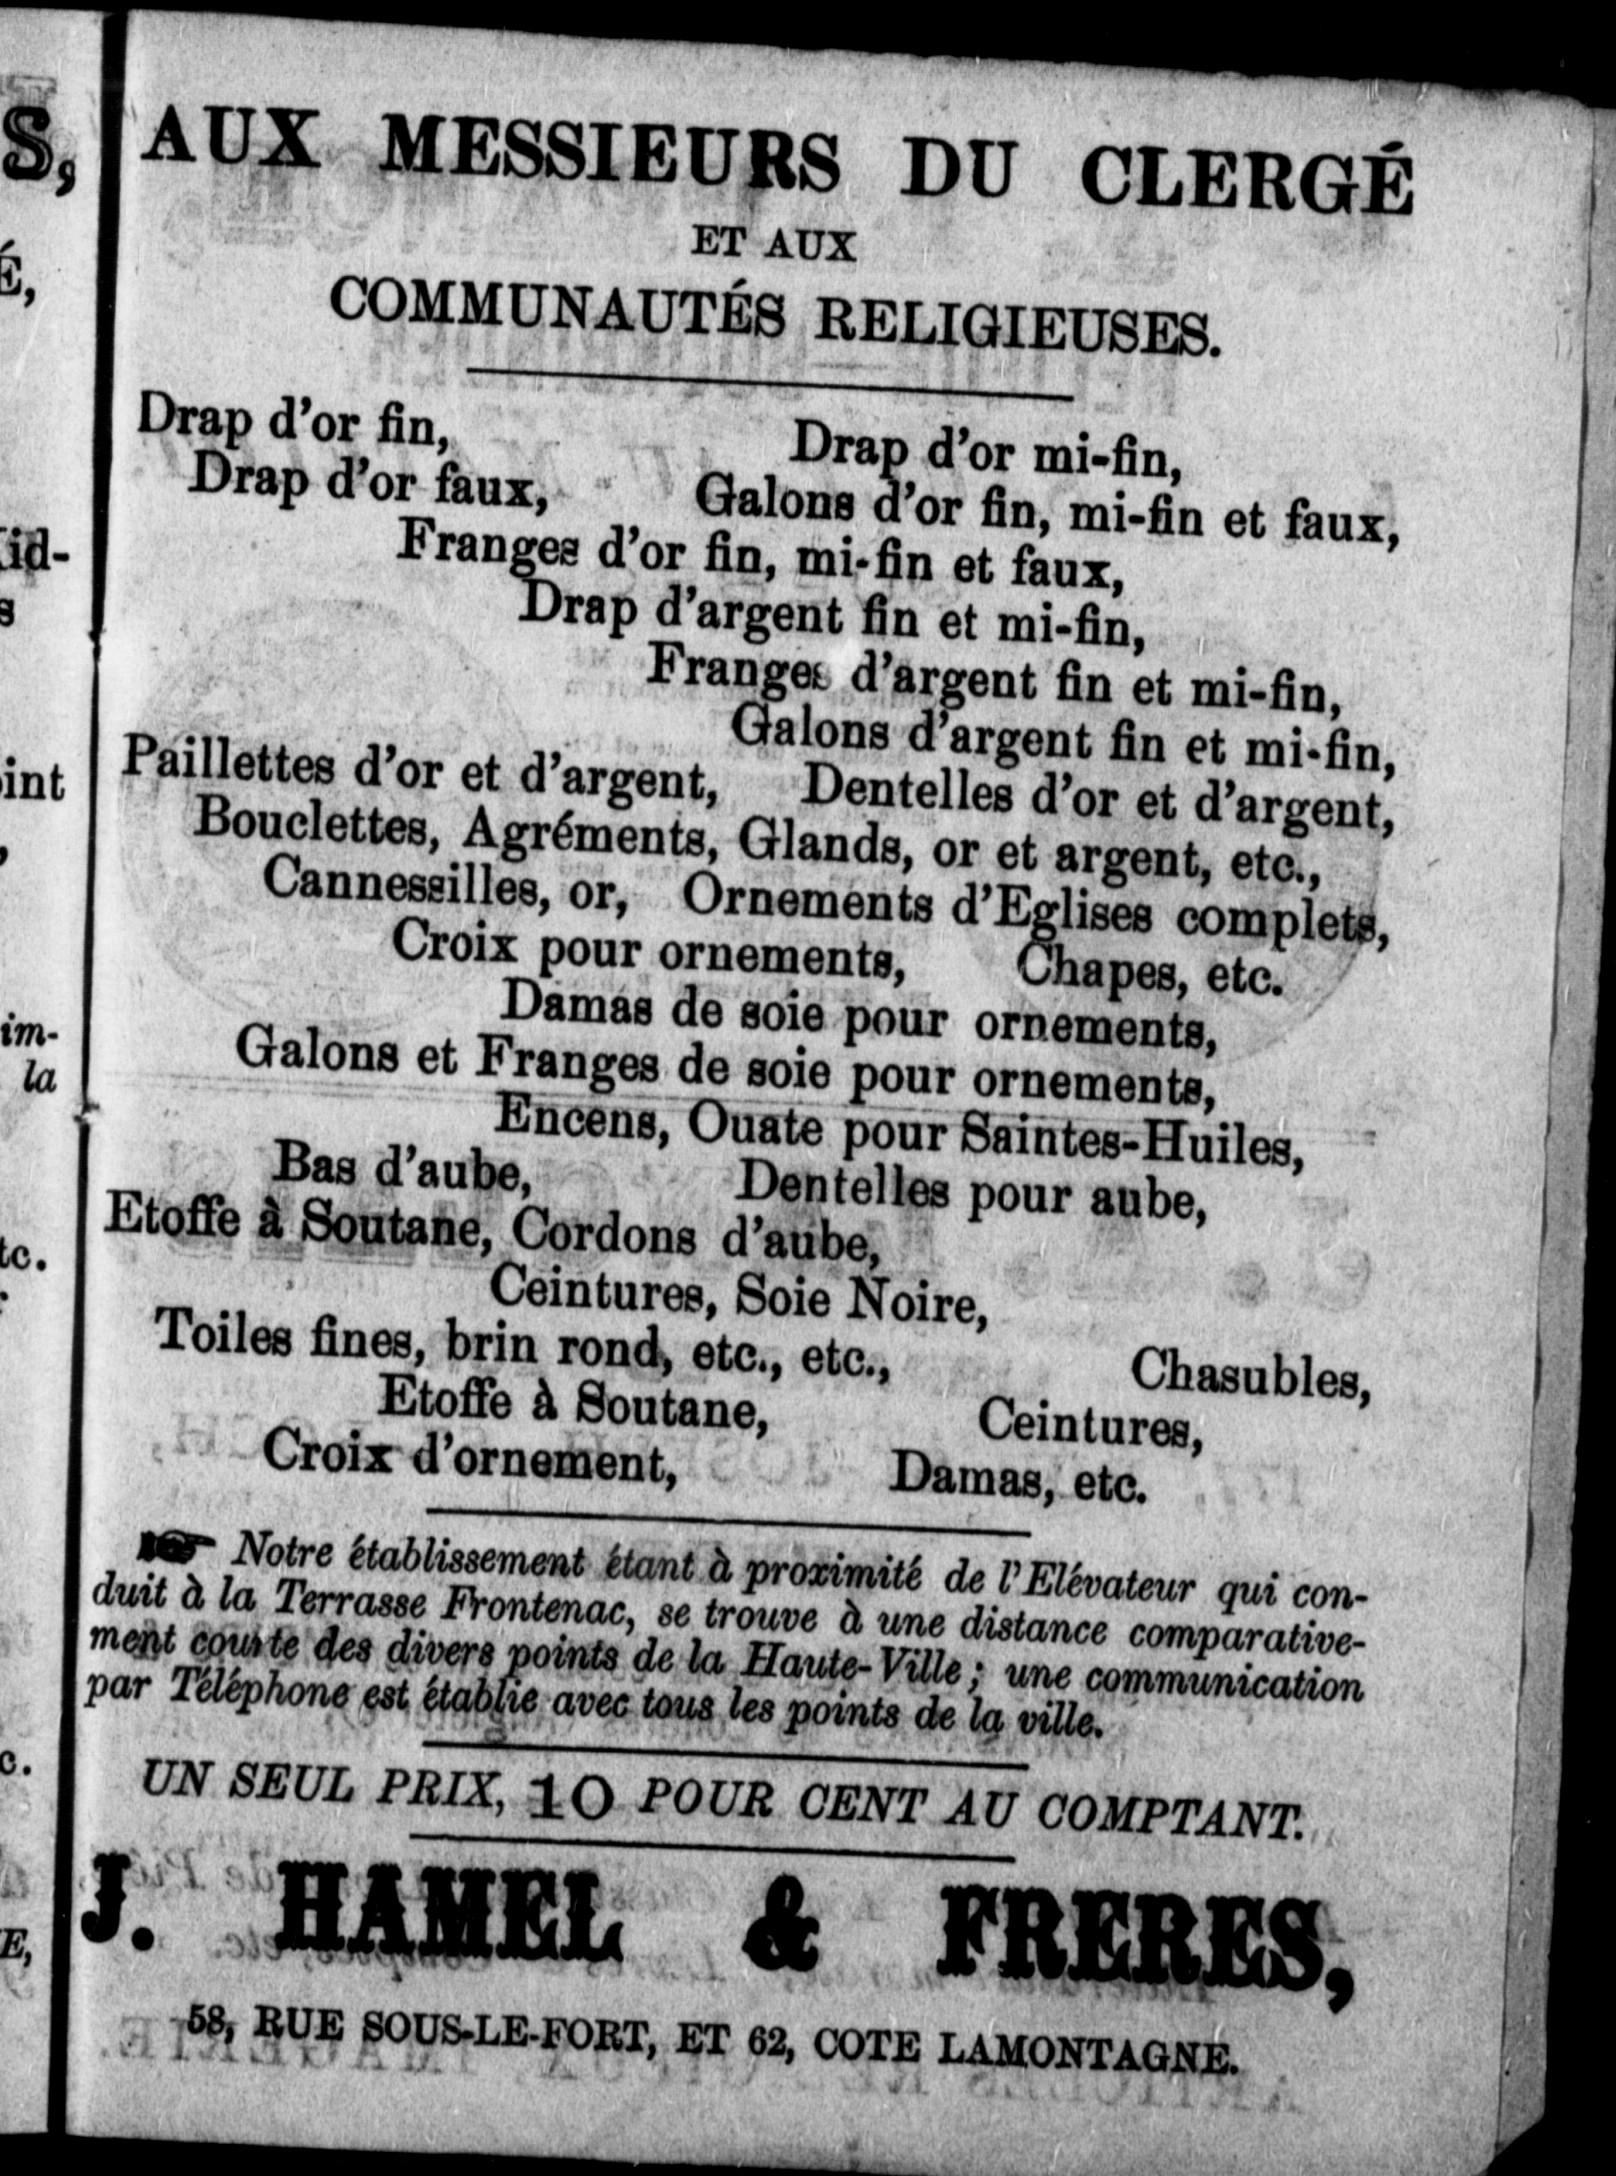 AUX MESSIEURS DU CLERGÉ
ET AUX
COMMUNAUTÉS RELIGIEUSES.
Drap d'or fin, Drap d'or mi-fin,
Drap d'or faux, Galons d'or fin, mi-fin et faux,
Franges d'or fin, mi-fin et faux,
Drap d'argent fin et mi-fin,
Franges d'argent fin et mi-fin,
Galons d'argent fin et mi-fin,
Paillettes d'or et d'argent, Dentelles d'or et d'argent,
Bouclettes, Agréments, Glands, or et argent, etc.,
Cannessilles, or, Ornements d'Eglises complets,
Croix pour ornements, Chapes, etc.
Damas de soie pour ornements,
Galons et Franges de soie pour ornements,
Encens, Ouate pour Saintes-Huiles,
Bas d'aube, Dentelles pour aube,
Etoffe à Soutane, Cordons d'aube,
Ceintures, Soie Noire,
Toiles fines, brin rond, etc., etc., Chasubles,
Etoffe à Soutane, Ceintures,
Croix d'ornement, Damas, etc.
☞ Notre établissement étant à proximité de l'Elévateur qui con-
duit à la Terrasse Frontenac, se trouve à une distance comparative-
ment courte des divers points de la Haute-Ville ; une communication
par Téléphone est établie avec tous les points de la ville.
UN SEUL PRIX, 10 POUR CENT AU COMPTANT.
J. HAMEL & FRERES,
58, RUE SOUS-LE-FORT, ET 62, COTE LAMONTAGNE.